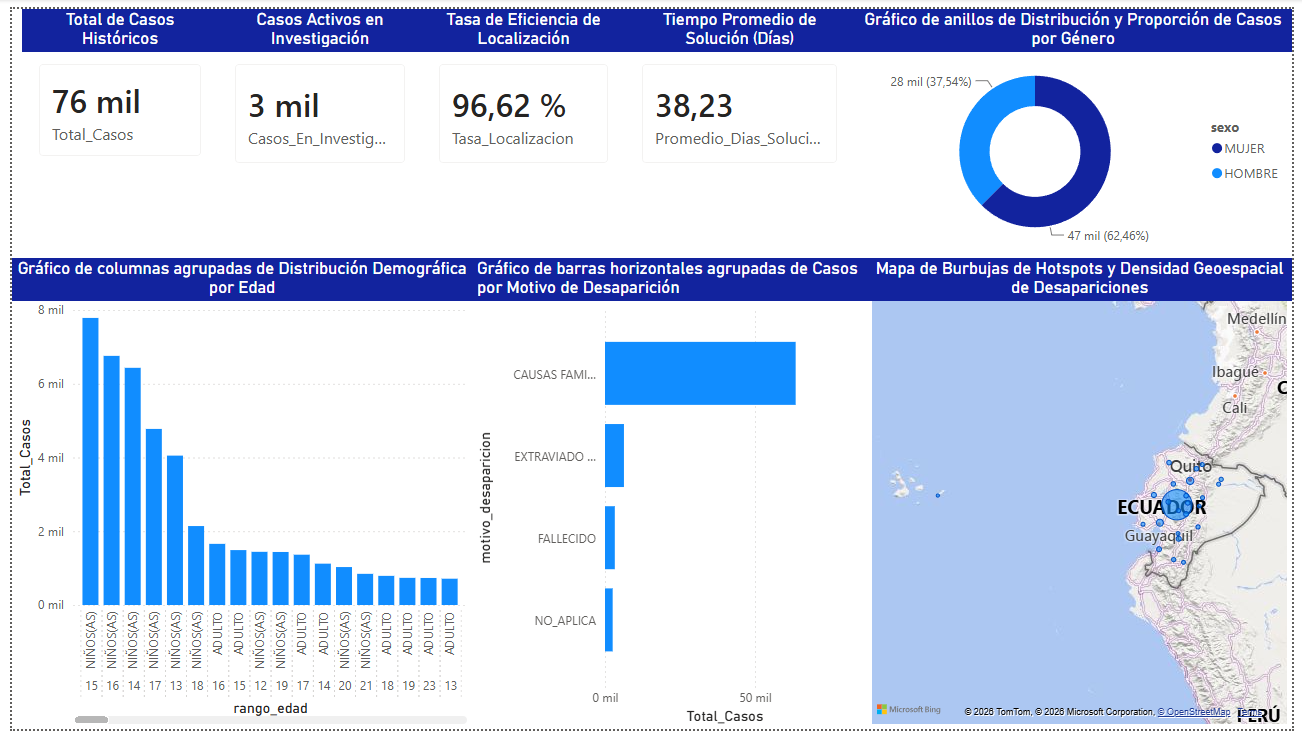 Total de Casos
Históricos
Casos Activos en
Investigación
Tasa de Eficiencia de
Localización
Tiempo Promedio de
Solución (Días)
Gráfico de anillos de Distribución y Proporción de Casos
por Género
76 mil
Total_Casos
3 mil
Casos_En_Investig...
96,62 %
Tasa_Localizacion
38,23
Promedio_Dias_Soluci...
28 mil (37,54%)
47 mil (62,46%)
sexo
MUJER
HOMBRE
Gráfico de columnas agrupadas de Distribución Demográfica
por Edad
Total_Casos
8 mil
6 mil
4 mil
2 mil
0 mil
NIÑOS(AS) NIÑOS(AS) NIÑOS(AS) NIÑOS(AS) NIÑOS(AS) NIÑOS(AS) ADULTO ADULTO NIÑOS(AS) NIÑOS(AS) ADULTO ADULTO NIÑOS(AS) NIÑOS(AS) ADULTO ADULTO ADULTO ADULTO
15 16 14 17 13 18 16 15 12 19 17 14 20 21 18 19 23 13
rango_edad
Gráfico de barras horizontales agrupadas de Casos
por Motivo de Desaparición
motivo_desaparicion
CAUSAS FAMI...
EXTRAVIADO ...
FALLECIDO
NO_APLICA
0 mil 50 mil
Total_Casos
Mapa de Burbujas de Hotspots y Densidad Geoespacial
de Desapariciones
Medellín
Ibagué
C
Cali
Quito
ECUADOR
Guayaquil
PERÚ
Microsoft Bing
© 2026 TomTom, © 2026 Microsoft Corporation, © OpenStreetMap Terms